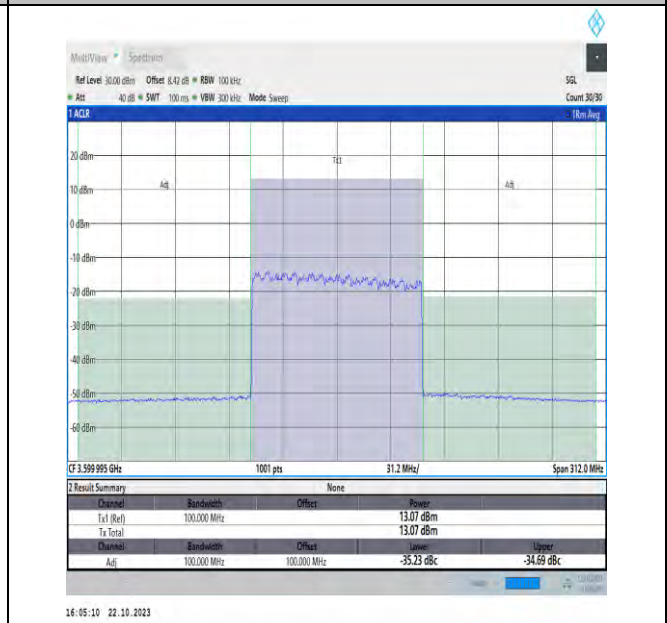 MultiView Spectrum
Ref Level 30.00 dBm Offset 8.42 dB RBW 100 kHz SGL
Att 40 dB SWT 100 ms VBW 300 kHz Mode Sweep Count 30/30
1 ACLR 1Rm Avg
20 dBm
Tx1
Adj Adj
10 dBm
0 dBm
-10 dBm
-20 dBm
-30 dBm
-40 dBm
-50 dBm
-60 dBm
CF 3.599 995 GHz 1001 pts 31.2 MHz/ Span 312.0 MHz
2 Result Summary None
Channel Bandwidth Offset Power
Tx1 (Ref) 100.000 MHz 13.07 dBm
Tx Total 13.07 dBm
Channel Bandwidth Offset Lower Upper
Adj 100.000 MHz 100.000 MHz -35.23 dBc -34.69 dBc
16:05:10 22.10.2023